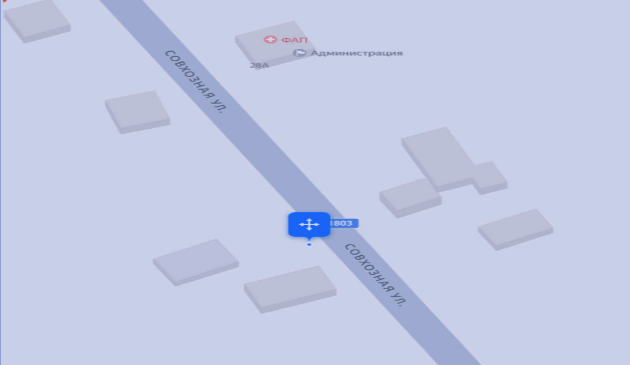 ФАП
Администрация
28А
СОВХОЗНАЯ УЛ.
803
СОВХОЗНАЯ УЛ.